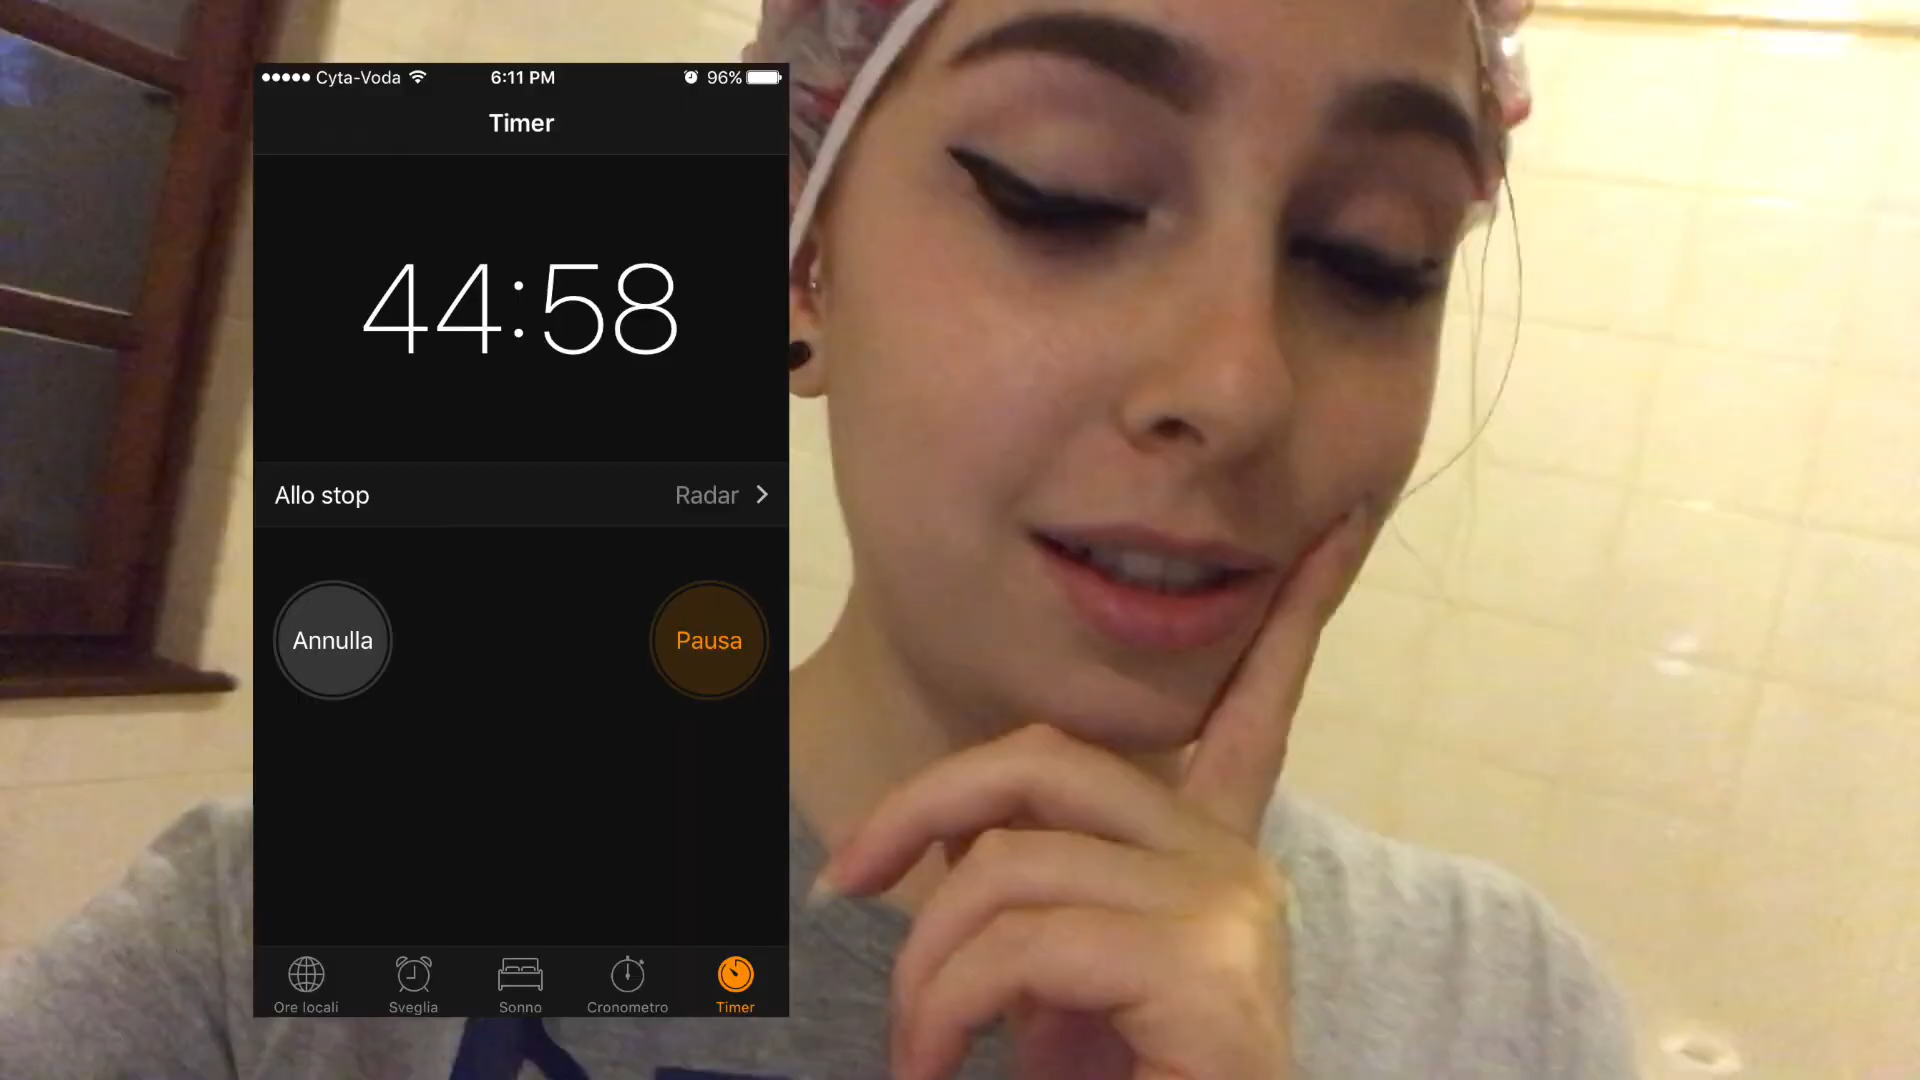 Cyta-Voda 6:11 PM 96%
Timer
44:58
Allo stop Radar
Annulla Pausa
Ore locali Sveglia Sonno Cronometro Timer